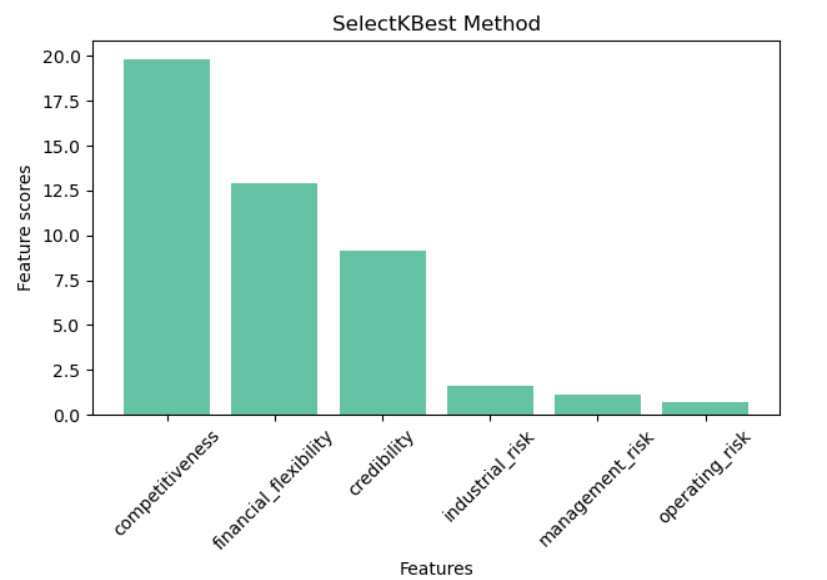 SelectKBest Method
Feature scores
20.0
17.5
15.0
12.5
10.0
7.5
5.0
2.5
0.0
competitiveness
financial_flexibility
credibility
industrial_risk
management_risk
operating_risk
Features